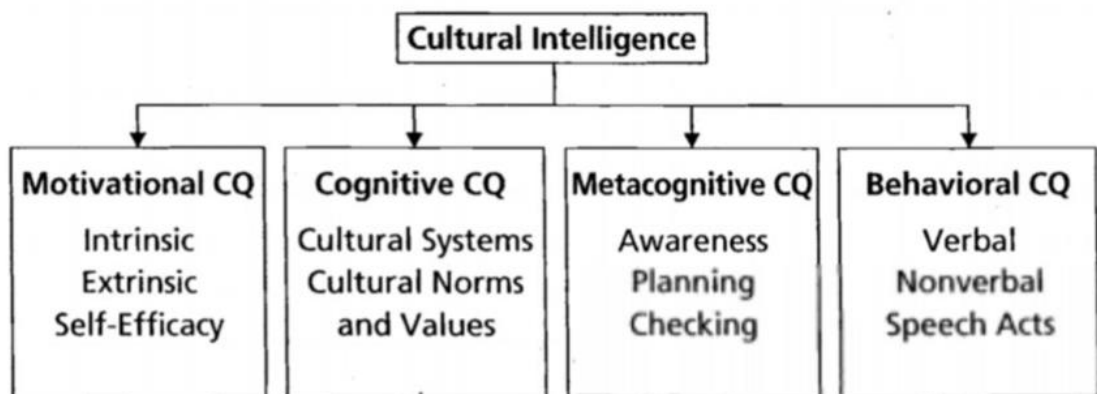 Cultural Intelligence
Motivational CQ
Intrinsic
Extrinsic
Self-Efficacy
Cognitive CQ
Cultural Systems
Cultural Norms
and Values
Metacognitive CQ
Awareness
Planning
Checking
Behavioral CQ
Verbal
Nonverbal
Speech Acts